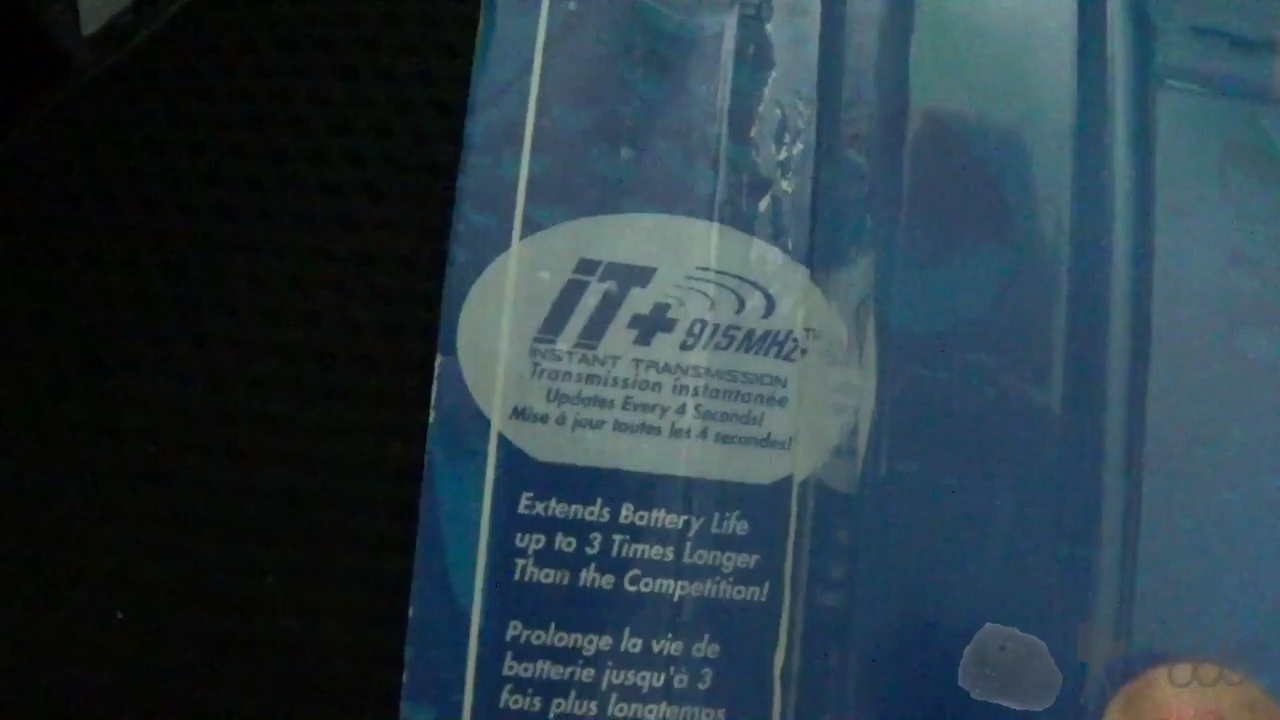 iT+ 915MHz™
INSTANT TRANSMISSION
Transmission instantanée
Updates Every 4 Seconds!
Mise à jour toutes les 4 secondes!
Extends Battery Life
up to 3 Times Longer
Than the Competition!
Prolonge la vie de
batterie jusqu'à 3
fois plus longtemps